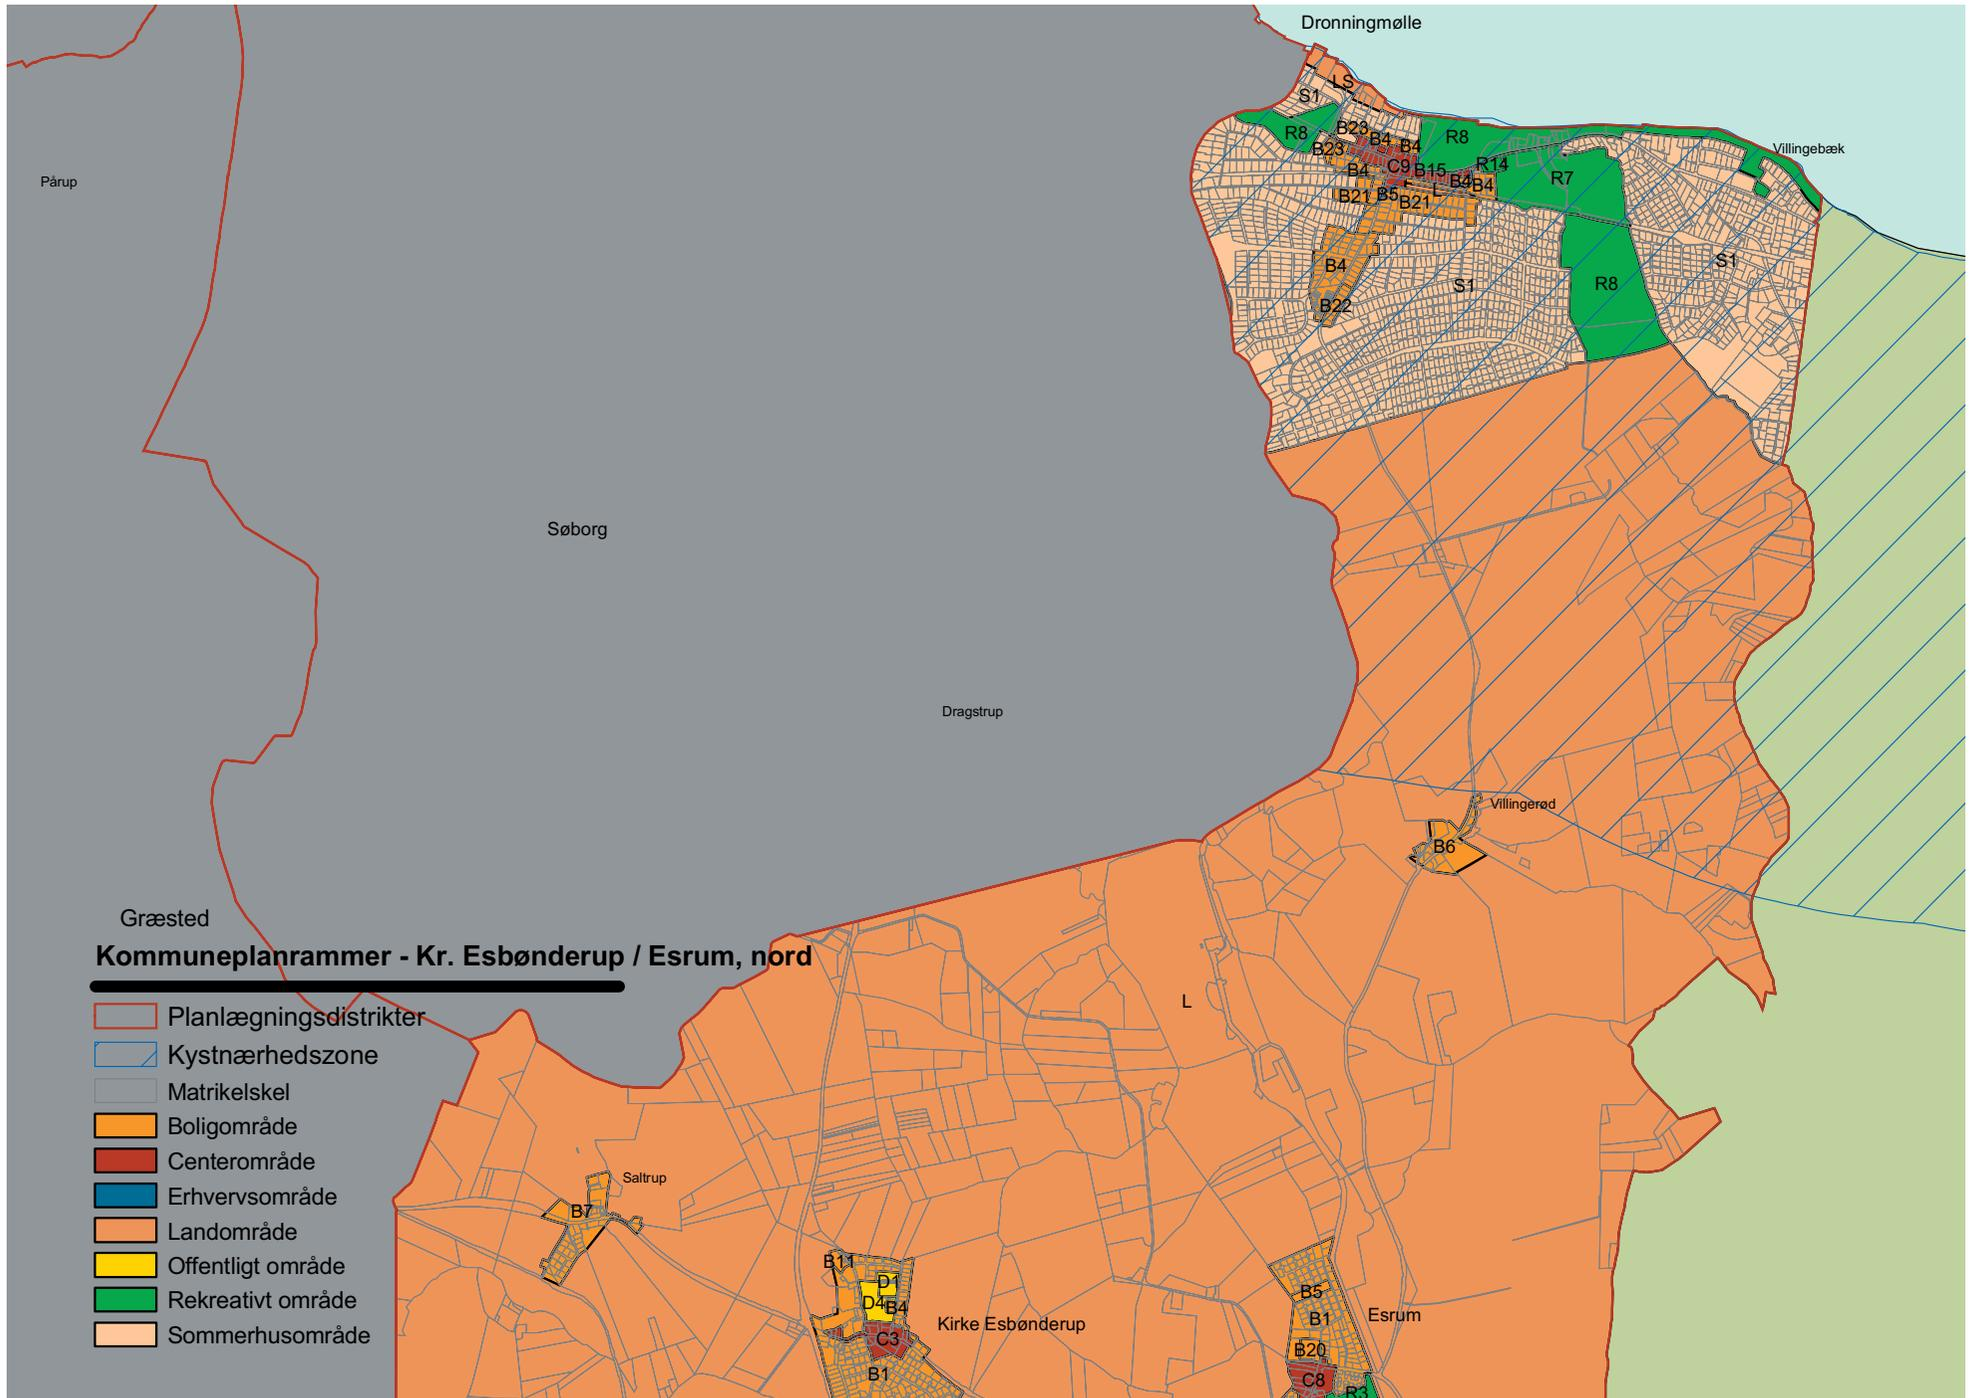 Dronningmølle
LS
S1
B23
B4
R8
R8
B4
Villingebæk
B23
C9
B15
R14
B4
B4
B4
R7
Pårup
B21
B5
L
B21
S1
B4
S1
R8
B22
Søborg
Dragstrup
Villingerød
B6
Græsted
Kommuneplanrammer - Kr. Esbønderup / Esrum, nord
L
Planlægningsdistrikter
Kystnærhedszone
Matrikelskel
Boligområde
Centerområde
Erhvervsområde
Landområde
Offentligt område
Rekreativt område
Sommerhusområde
Saltrup
B7
B11
D1
D4
B4
B5
Kirke Esbønderup
B1
Esrum
C3
B20
B1
C8
R3